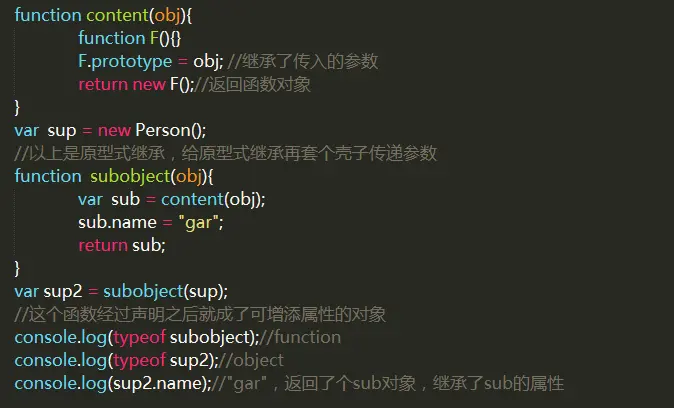 function content(obj){
function F(){}
F.prototype = obj; //继承了传入的参数
return new F();//返回函数对象
}
var sup = new Person();
//以上是原型式继承，给原型式继承再套个壳子传递参数
function subobject(obj){
var sub = content(obj);
sub.name = "gar";
return sub;
}
var sup2 = subobject(sup);
//这个函数经过声明之后就成了可增添属性的对象
console.log(typeof subobject);//function
console.log(typeof sup2);//object
console.log(sup2.name);//"gar"，返回了个sub对象，继承了sub的属性